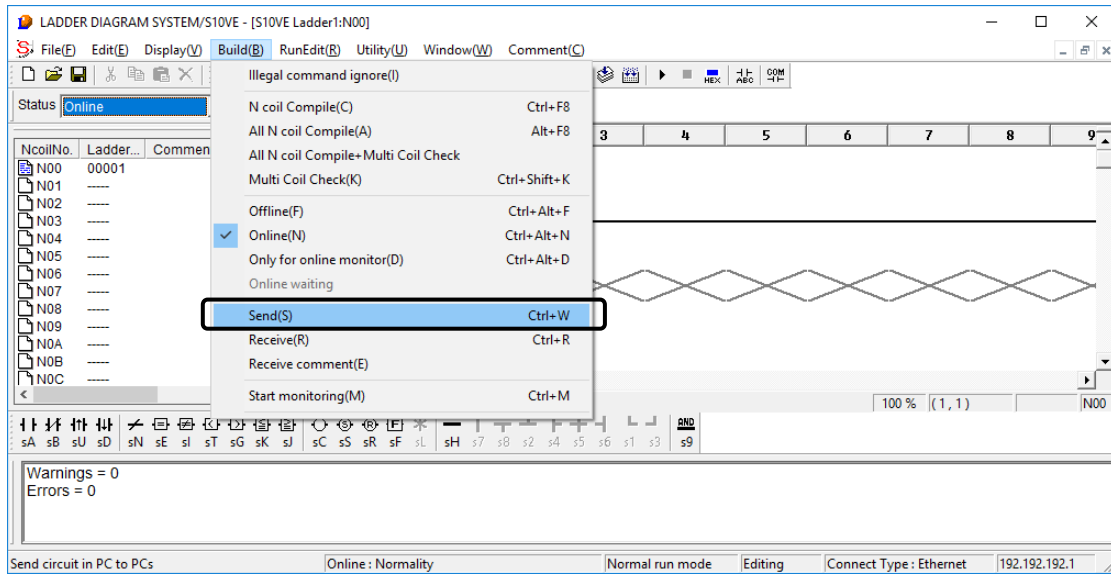 LADDER DIAGRAM SYSTEM/S10VE - [S10VE Ladder1:N00]
File(F) Edit(E) Display(V) Build(B) RunEdit(R) Utility(U) Window(W) Comment(C)
HEX ABC COM
Status Online
Illegal command ignore(I)
N coil Compile(C) Ctrl+F8
All N coil Compile(A) Alt+F8
All N coil Compile+Multi Coil Check
Multi Coil Check(K) Ctrl+Shift+K
Offline(F) Ctrl+Alt+F
Online(N) Ctrl+Alt+N
Only for online monitor(D) Ctrl+Alt+D
Online waiting
Send(S) Ctrl+W
Receive(R) Ctrl+R
Receive comment(E)
Start monitoring(M) Ctrl+M
3 4 5 6 7 8 9
NcoilNo. Ladder... Commen
N00 00001
N01 -----
N02 -----
N03 -----
N04 -----
N05 -----
N06 -----
N07 -----
N08 -----
N09 -----
N0A -----
N0B -----
N0C -----
100 % (1,1) N00
AND
sA sB sU sD sN sE sI sT sG sK sJ sC sS sR sF sL sH s7 s8 s2 s4 s5 s6 s1 s3 s9
Warnings = 0
Errors = 0
Send circuit in PC to PCs Online : Normality Normal run mode Editing Connect Type : Ethernet 192.192.192.1